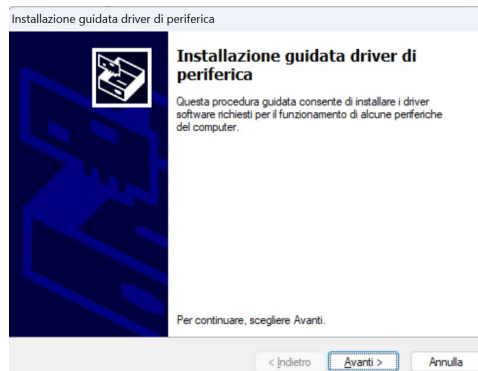 Installazione guidata driver di periferica
Installazione guidata driver di
periferica
Questa procedura guidata consente di installare i driver
software richiesti per il funzionamento di alcune periferiche
del computer.
Per continuare, scegliere Avanti.
< Indietro Avanti > Annulla